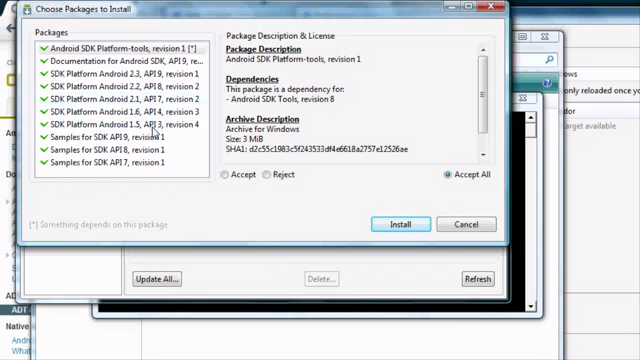 Choose Packages to Install
Packages
Android SDK Platform-tools, revision 1 [*]
Documentation for Android SDK, API 9, re...
SDK Platform Android 2.3, API 9, revision 1
SDK Platform Android 2.2, API 8, revision 2
SDK Platform Android 2.1, API 7, revision 2
SDK Platform Android 1.6, API 4, revision 3
SDK Platform Android 1.5, API 3, revision 4
Samples for SDK API 9, revision 1
Samples for SDK API 8, revision 1
Samples for SDK API 7, revision 1
Package Description & License
Package Description
Android SDK Platform-tools, revision 1
Dependencies
This package is a dependency for:
- Android SDK Tools, revision 8
Archive Description
Archive for Windows
Size: 3 MiB
SHA1:
Accept
Reject
Accept All
[*] Something depends on this package
Install
Cancel
Update All...
Delete...
Refresh
reloaded once you
AD
ADT
Native
Andro
What